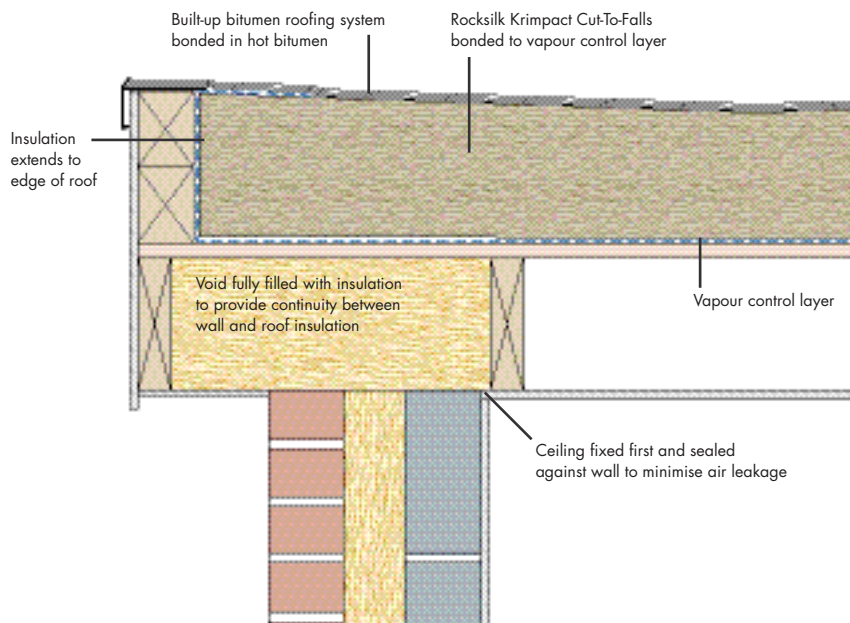 Built-up bitumen roofing system
bonded in hot bitumen
Rocksilk Krimpact Cut-To-Falls
bonded to vapour control layer
Insulation
extends to
edge of roof
Void fully filled with insulation
to provide continuity between
wall and roof insulation
Vapour control layer
Ceiling fixed first and sealed
against wall to minimise air leakage